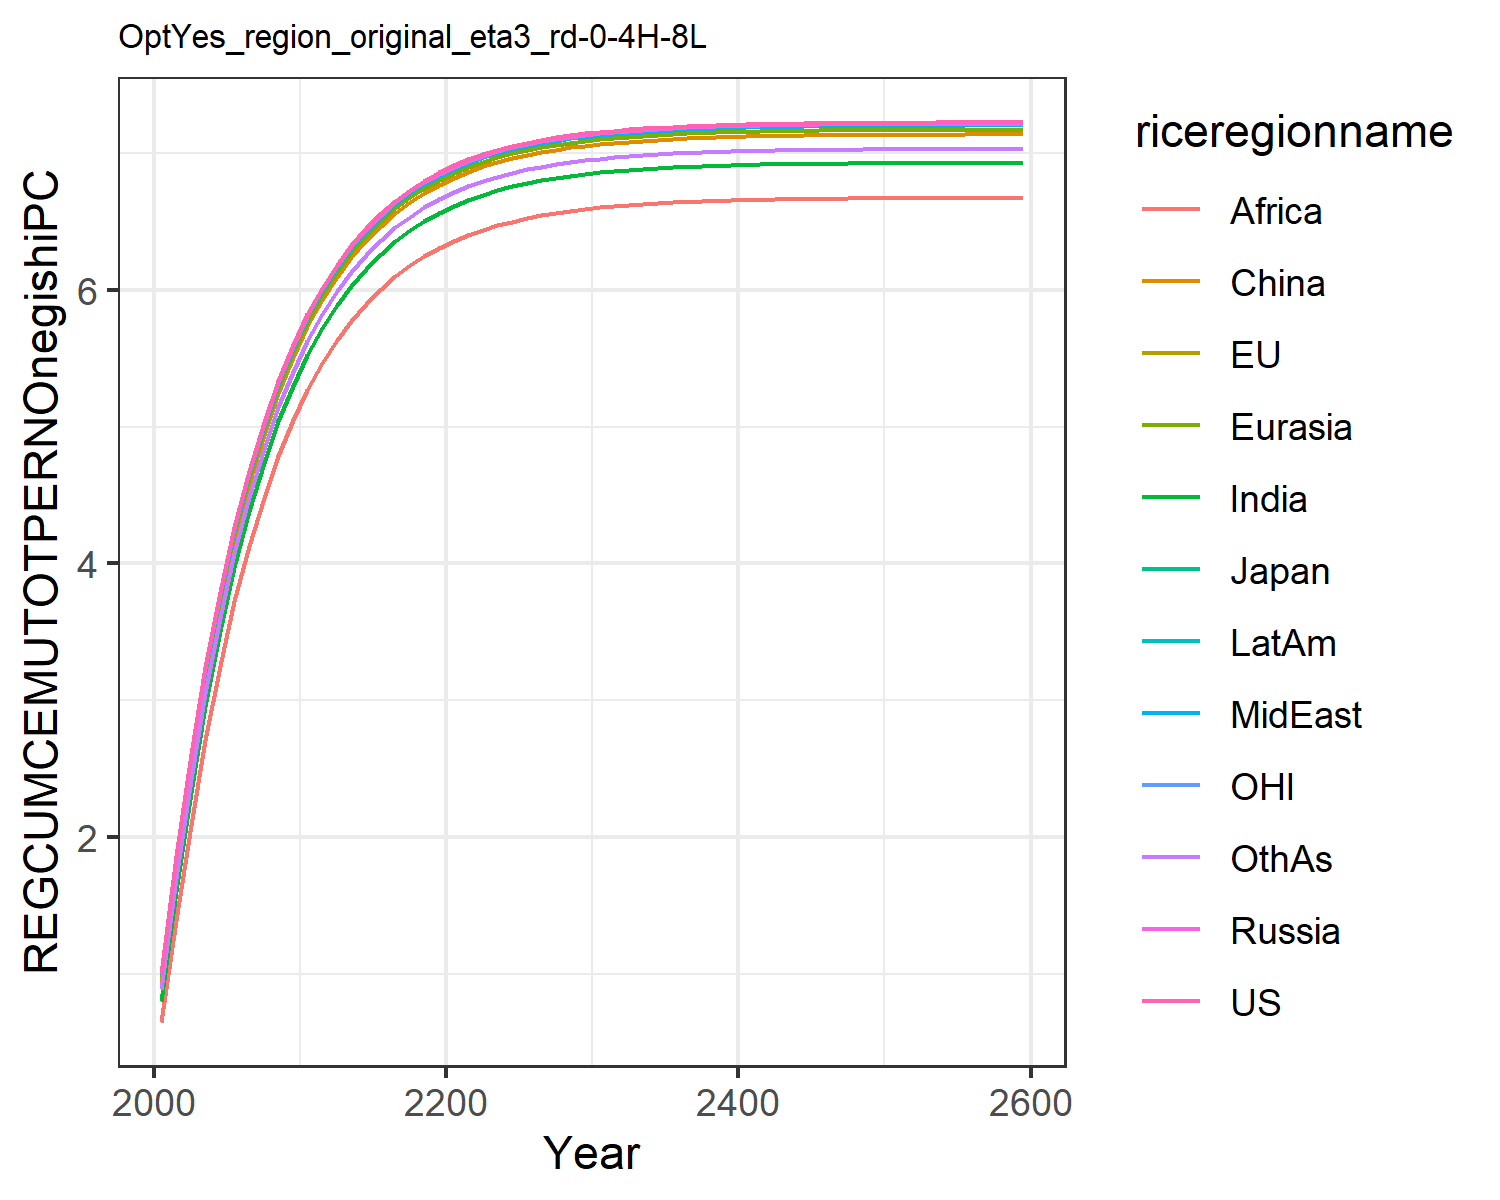 OptYes_region_original_eta3_rd-0-4H-8L
REGCUMCEMUTOTPERNOnegishiPC
6
4
2
2000
2200
2400
2600
Year
riceregionname
Africa
China
EU
Eurasia
India
Japan
LatAm
MidEast
OHI
OthAs
Russia
US